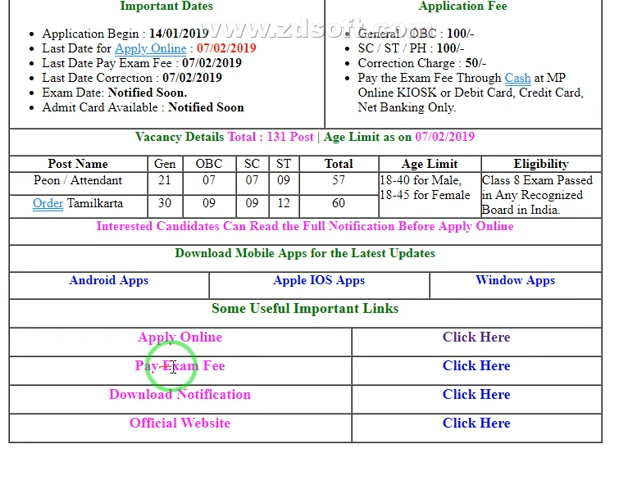 Important Dates
Application Begin : 14/01/2019
Last Date for Apply Online : 07/02/2019
Last Date Pay Exam Fee : 07/02/2019
Last Date Correction : 07/02/2019
Exam Date: Notified Soon.
Admit Card Available : Notified Soon
Application Fee
General / OBC : 100/-
SC / ST / PH : 100/-
Correction Charge : 50/-
Pay the Exam Fee Through Cash at MP
Online KIOSK or Debit Card, Credit Card,
Net Banking Only.
www.zdsoft.com
Vacancy Details Total : 131 Post | Age Limit as on 07/02/2019
Post Name Gen OBC SC ST Total Age Limit Eligibility
Peon / Attendant 21 07 07 09 57
Order Tamilkarta 30 09 09 12 60
18-40 for Male,
18-45 for Female
Class 8 Exam Passed
in Any Recognized
Board in India.
Interested Candidates Can Read the Full Notification Before Apply Online
Download Mobile Apps for the Latest Updates
Android Apps Apple IOS Apps Window Apps
Some Useful Important Links
Apply Online Click Here
Pay Exam Fee Click Here
Download Notification Click Here
Official Website Click Here